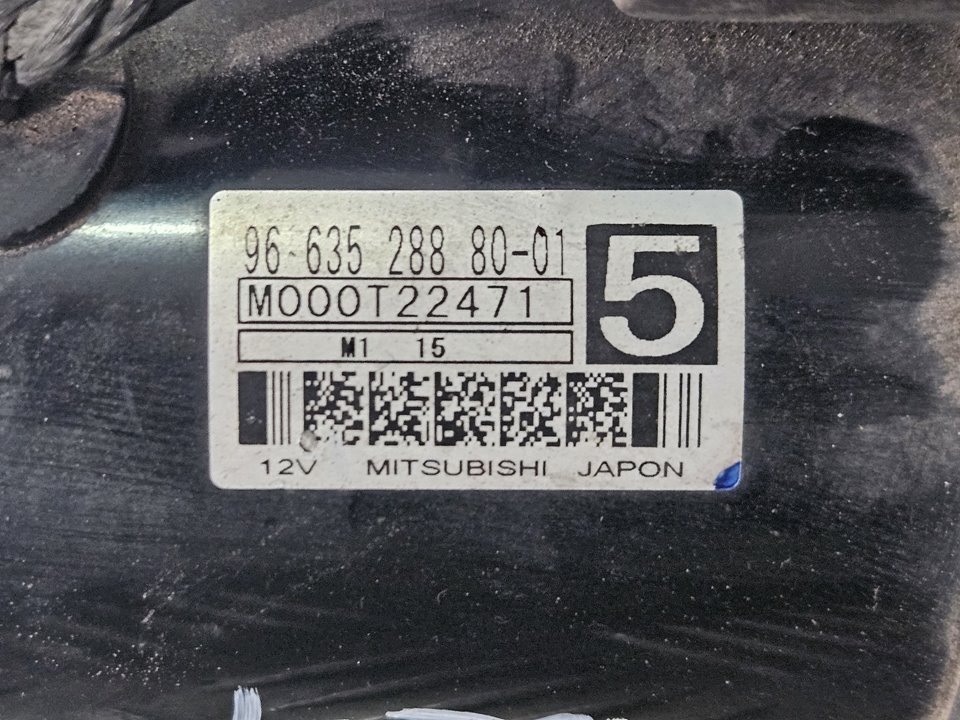 96 635 288 80-01
5
M000T22471
M1 15
12V MITSUBISHI JAPON